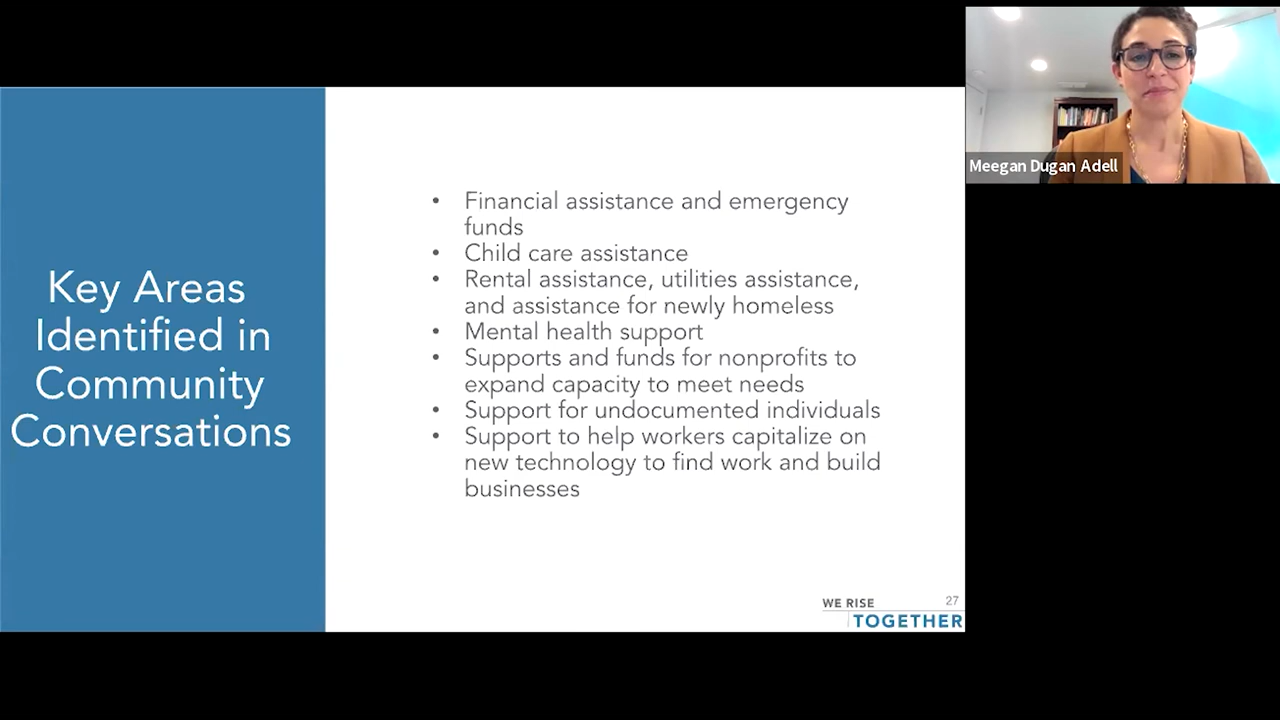 Key Areas
Identified in
Community
Conversations
• Financial assistance and emergency
funds
• Child care assistance
• Rental assistance, utilities assistance,
and assistance for newly homeless
• Mental health support
• Supports and funds for nonprofits to
expand capacity to meet needs
• Support for undocumented individuals
• Support to help workers capitalize on
new technology to find work and build
businesses
WE RISE
TOGETHER
27
Meegan Dugan Adell